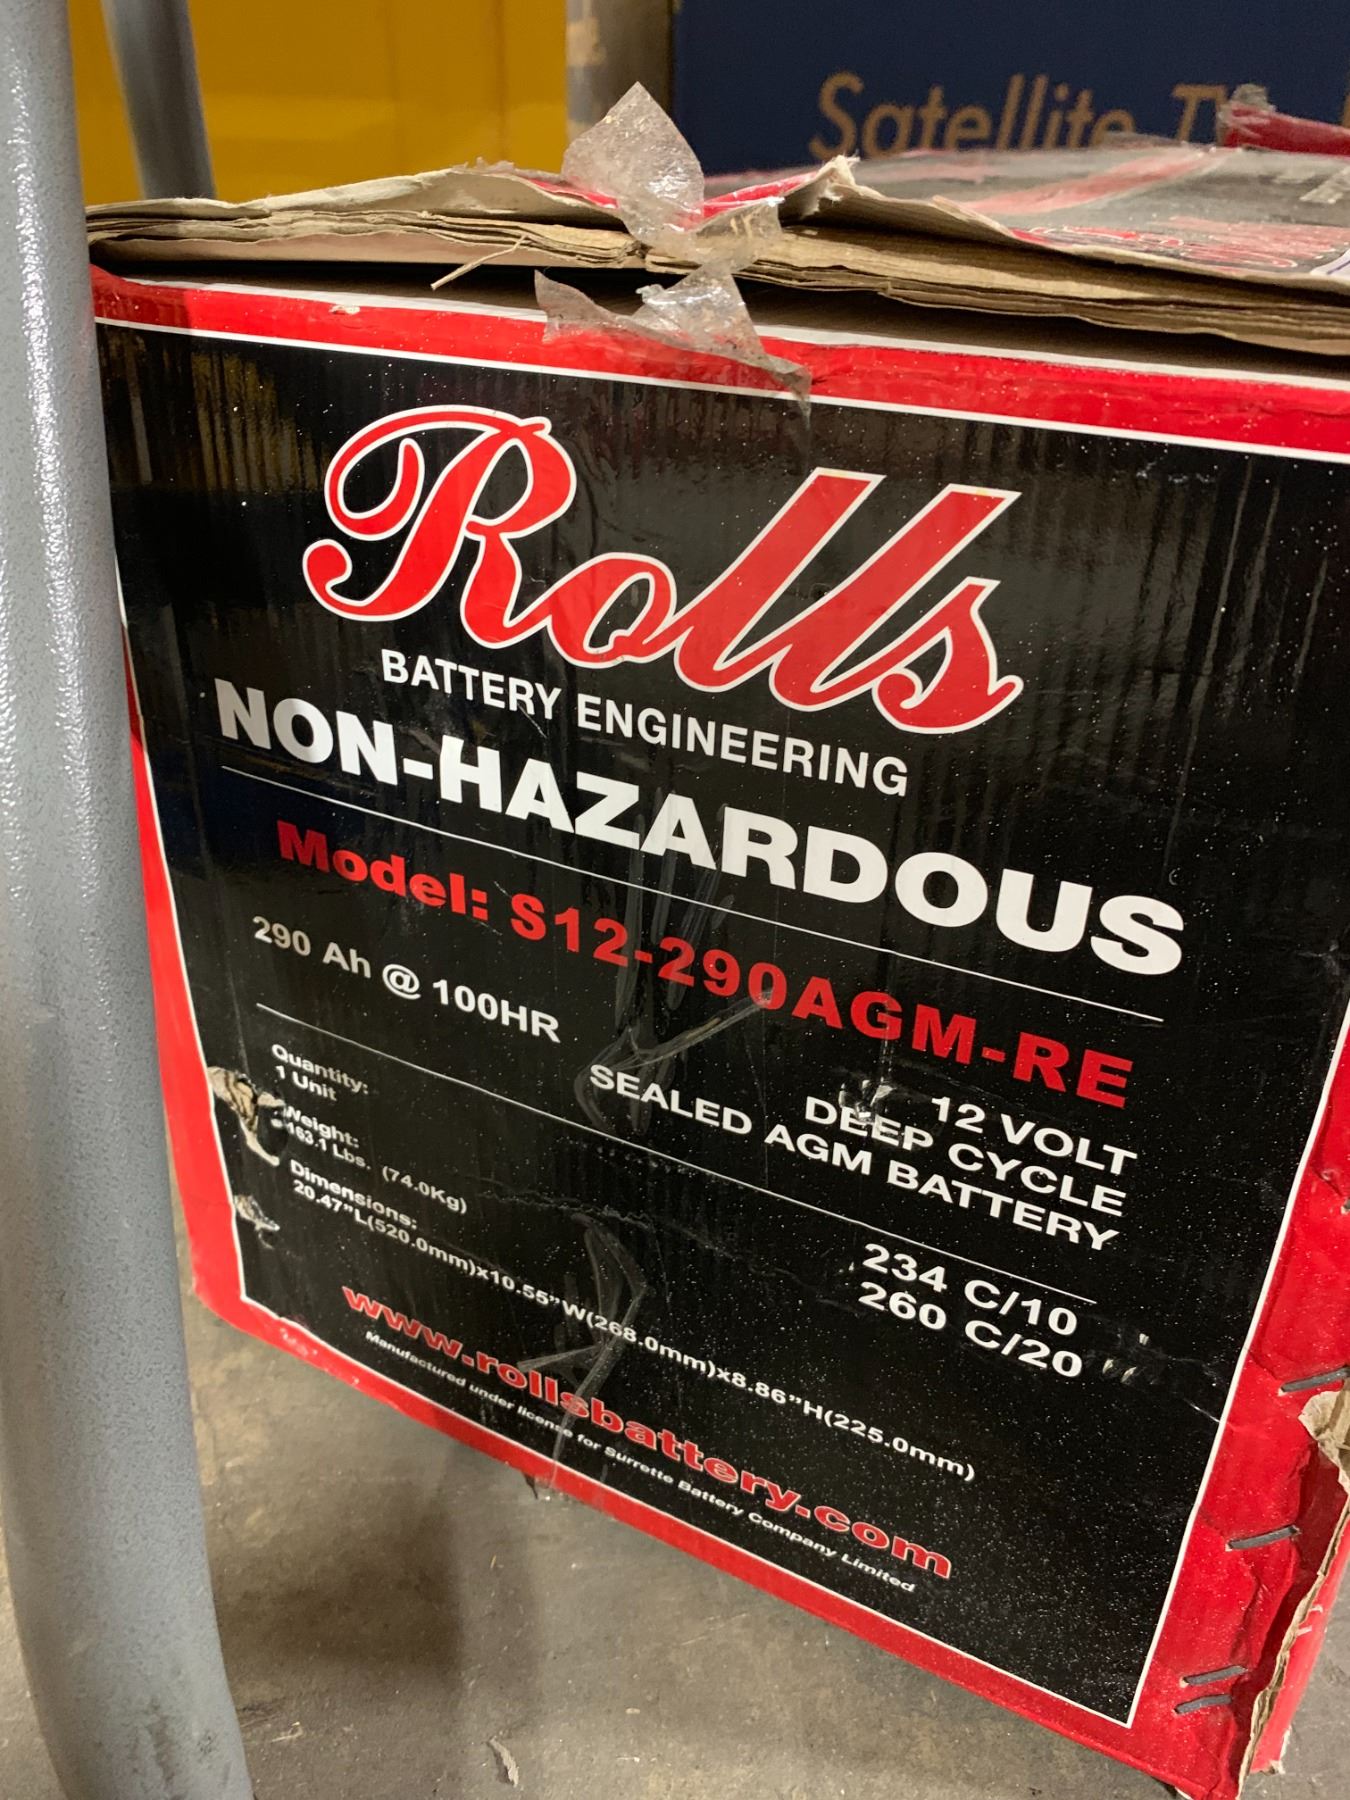 Satellite
Rolls
BATTERY ENGINEERING
NON-HAZARDOUS
Model: S12-290AGM-RE
290 Ah @ 100HR
12 VOLT
DEEP CYCLE
SEALED AGM BATTERY
Quantity:
1 Unit
Weight:
163.1 Lbs. (74.0Kg)
Dimensions:
20.47"L(520.0mm)x10.55"W(268.0mm)x8.86"H(225.0mm)
234 C/10
260 C/20
www.rollsbattery.com
Manufactured under license for Surrette Battery Company Limited